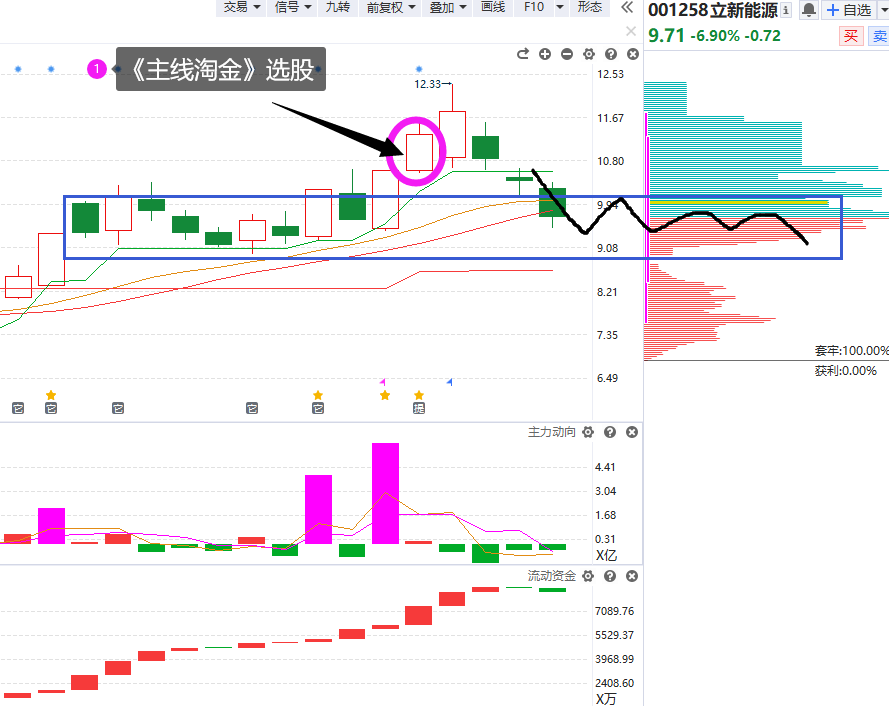 交易 信号 九转 前复权 叠加 画线 F10 形态
001258立新能源 自选
9.71 -6.90% -0.72 买 卖
1 《主线淘金》选股
12.33
12.53
11.67
10.80
9.94
9.08
8.21
7.35
6.49
套牢:100.00%
获利:0.00%
主力动向
4.41
3.04
1.68
0.31
X亿
流动资金
7089.76
5529.37
3968.99
2408.60
X万